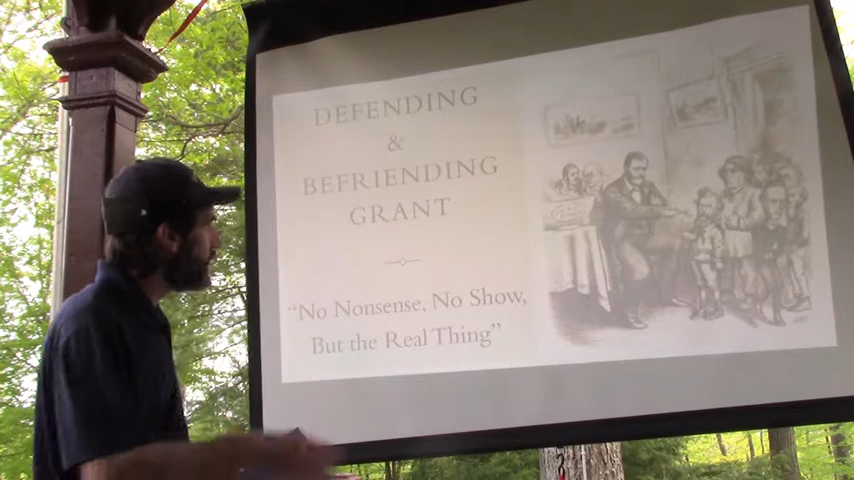 DEFENDING
&
BEFRIENDING
GRANT
“No Nonsense, No Show,
But the Real Thing”